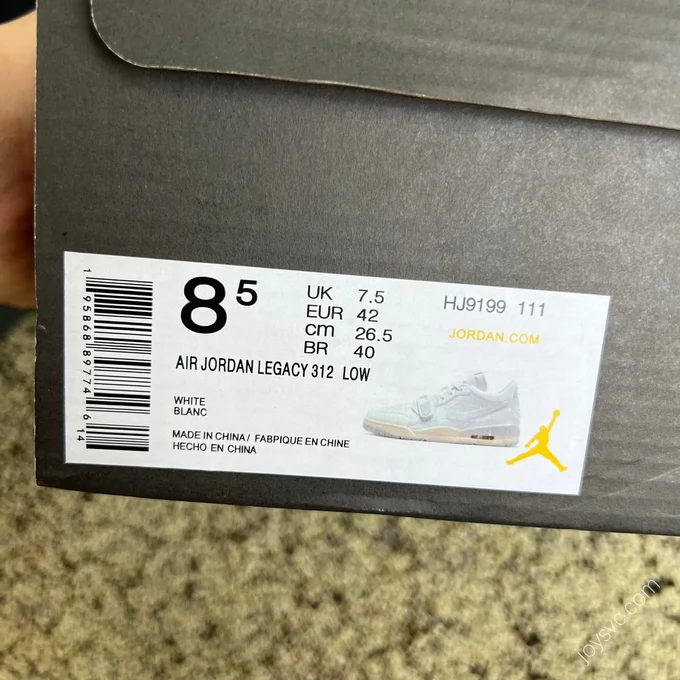 1 95868 89774 6 14
8⁵
UK 7.5
EUR 42
cm 26.5
BR 40
HJ9199 111
JORDAN.COM
AIR JORDAN LEGACY 312 LOW
WHITE
BLANC
MADE IN CHINA/ FABPIQUE EN CHINE
HECHO EN CHINA
joysvc.com